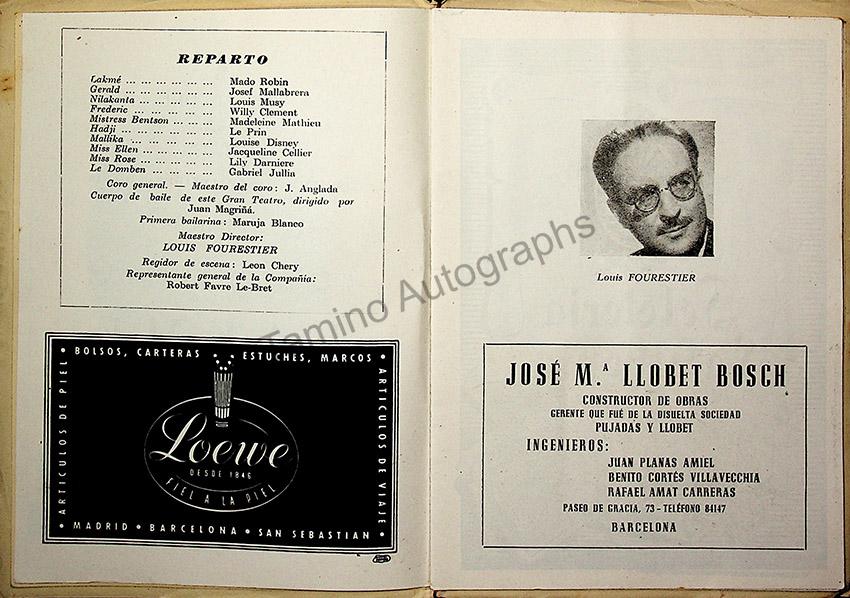 REPARTO
Lakmé ... ... ... ... ... ... Mado Robin
Gerald ... ... ... ... ... ... Josef Mallabrera
Nilakanta ... ... ... ... ... Louis Musy
Frederic ... ... ... ... ... Willy Clement
Mistress Bentson ... ... ... Madeleine Mathieu
Hadji ... ... ... ... ... ... Le Prin
Mallika ... ... ... ... ... Louise Disney
Miss Ellen ... ... ... ... ... Jacqueline Cellier
Miss Rose ... ... ... ... ... Lily Darniere
Le Domben ... ... ... ... ... Gabriel Jullia
Coro general. — Maestro del coro: J. Anglada
Cuerpo de baile de este Gran Teatro, dirigido por
Juan Magriñá.
Primera bailarina: Maruja Blanco
Maestro Director:
LOUIS FOURESTIER
Regidor de escena: Leon Chery
Representante general de la Compañia:
Robert Favre Le-Bret
BOLSOS, CARTERAS
ESTUCHES, MARCOS
ARTICULOS DE PIEL
ARTICULOS DE VIAJE
Loewe
DESDE 1846
FIEL A LA PIEL
MADRID • BARCELONA • SAN SEBASTIAN
Louis FOURESTIER
JOSÉ M.ª LLOBET BOSCH
CONSTRUCTOR DE OBRAS
GERENTE QUE FUÉ DE LA DISUELTA SOCIEDAD
PUJADAS Y LLOBET
INGENIEROS:
JUAN PLANAS AMIEL
BENITO CORTÉS VILLAVECCHIA
RAFAEL AMAT CARRERAS
PASEO DE GRACIA, 73 - TELÉFONO 84147
BARCELONA
Tamino Autographs